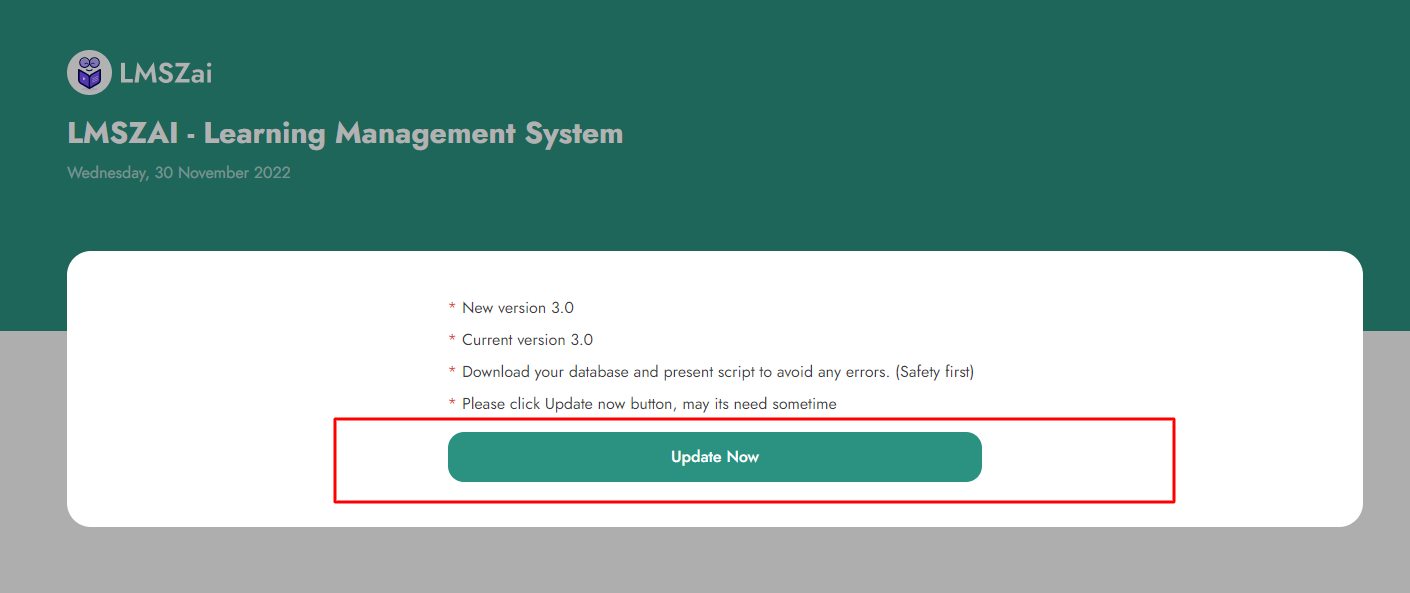 LMSZai
LMSZAI - Learning Management System
Wednesday, 30 November 2022
* New version 3.0
* Current version 3.0
* Download your database and present script to avoid any errors. (Safety first)
* Please click Update now button, may its need sometime
Update Now